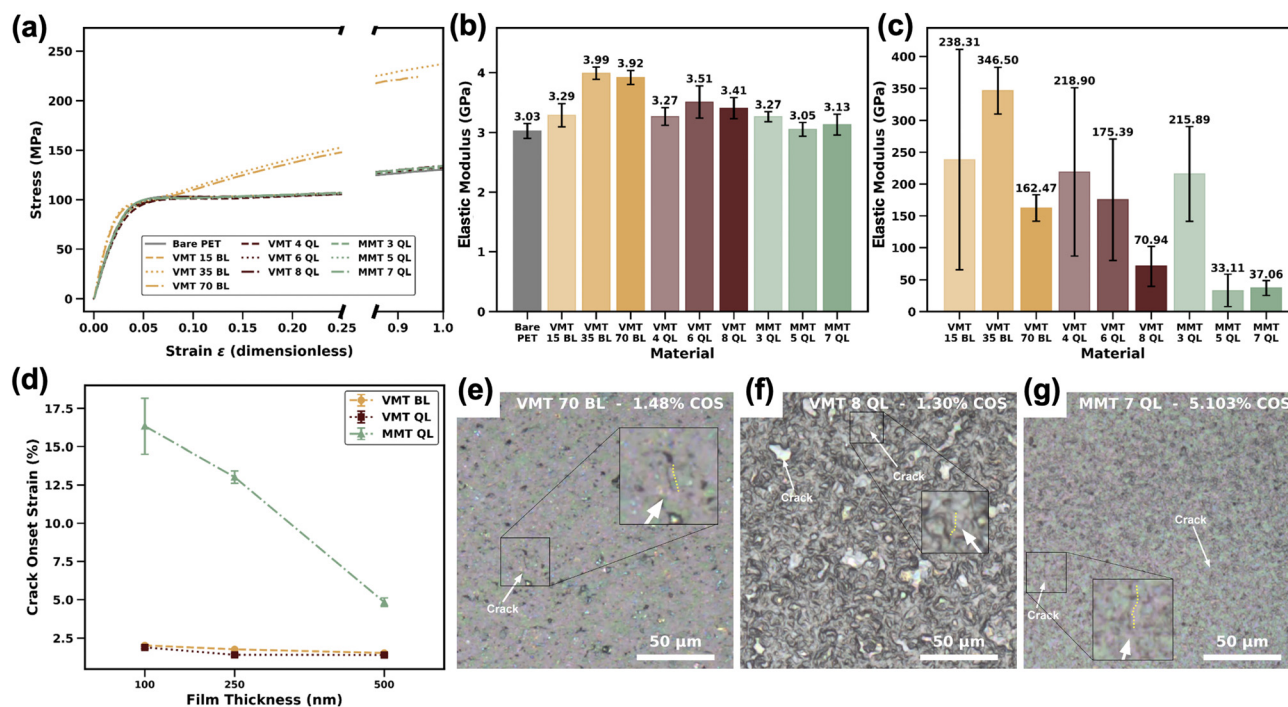 (a)
250
200
150
100
50
0
Stress (MPa)
Bare PET
VMT 15 BL
VMT 35 BL
VMT 70 BL
VMT 4 QL
VMT 6 QL
VMT 8 QL
MMT 3 QL
MMT 5 QL
MMT 7 QL
0.00 0.05 0.10 0.15 0.20 0.25 0.9 1.0
Strain ε (dimensionless)
(b)
4
3
2
1
0
Elastic Modulus (GPa)
3.03 3.29 3.99 3.92 3.27 3.51 3.41 3.27 3.05 3.13
Bare VMT VMT VMT VMT VMT VMT MMT MMT MMT
PET 15 BL 35 BL 70 BL 4 QL 6 QL 8 QL 3 QL 5 QL 7 QL
Material
(c)
400
350
300
250
200
150
100
50
0
Elastic Modulus (GPa)
238.31 346.50 162.47 218.90 175.39 70.94 215.89 33.11 37.06
VMT VMT VMT VMT VMT VMT MMT MMT MMT
15 BL 35 BL 70 BL 4 QL 6 QL 8 QL 3 QL 5 QL 7 QL
Material
(d)
17.5
15.0
12.5
10.0
7.5
5.0
2.5
Crack Onset Strain (%)
VMT BL
VMT QL
MMT QL
100 250 500
Film Thickness (nm)
(e)
VMT 70 BL - 1.48% COS
Crack
50 μm
(f)
VMT 8 QL - 1.30% COS
Crack
Crack
50 μm
(g)
MMT 7 QL - 5.103% COS
Crack
Crack
50 μm